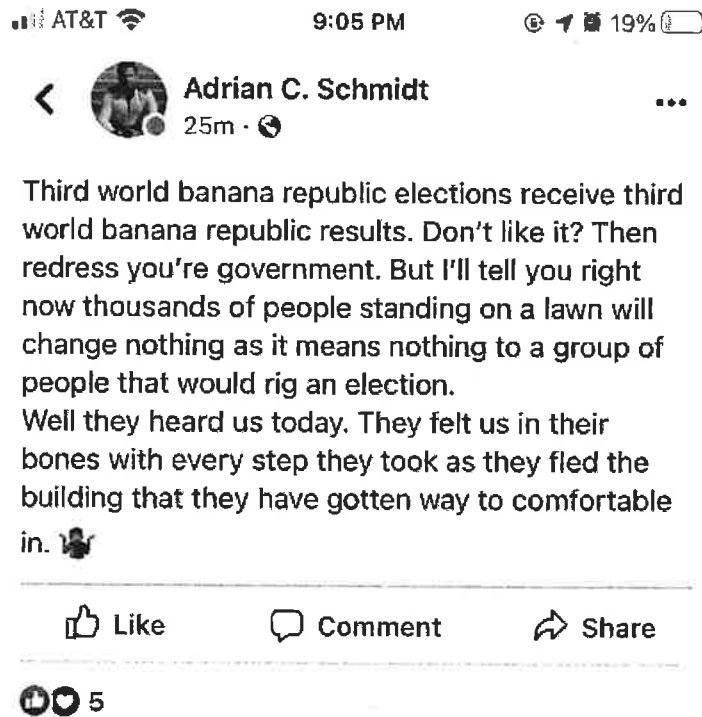 AT&T 9:05 PM 19%
Adrian C. Schmidt
25m ·
Third world banana republic elections receive third
world banana republic results. Don't like it? Then
redress you're government. But I'll tell you right
now thousands of people standing on a lawn will
change nothing as it means nothing to a group of
people that would rig an election.
Well they heard us today. They felt us in their
bones with every step they took as they fled the
building that they have gotten way to comfortable
in. 🤷
Like Comment Share
5